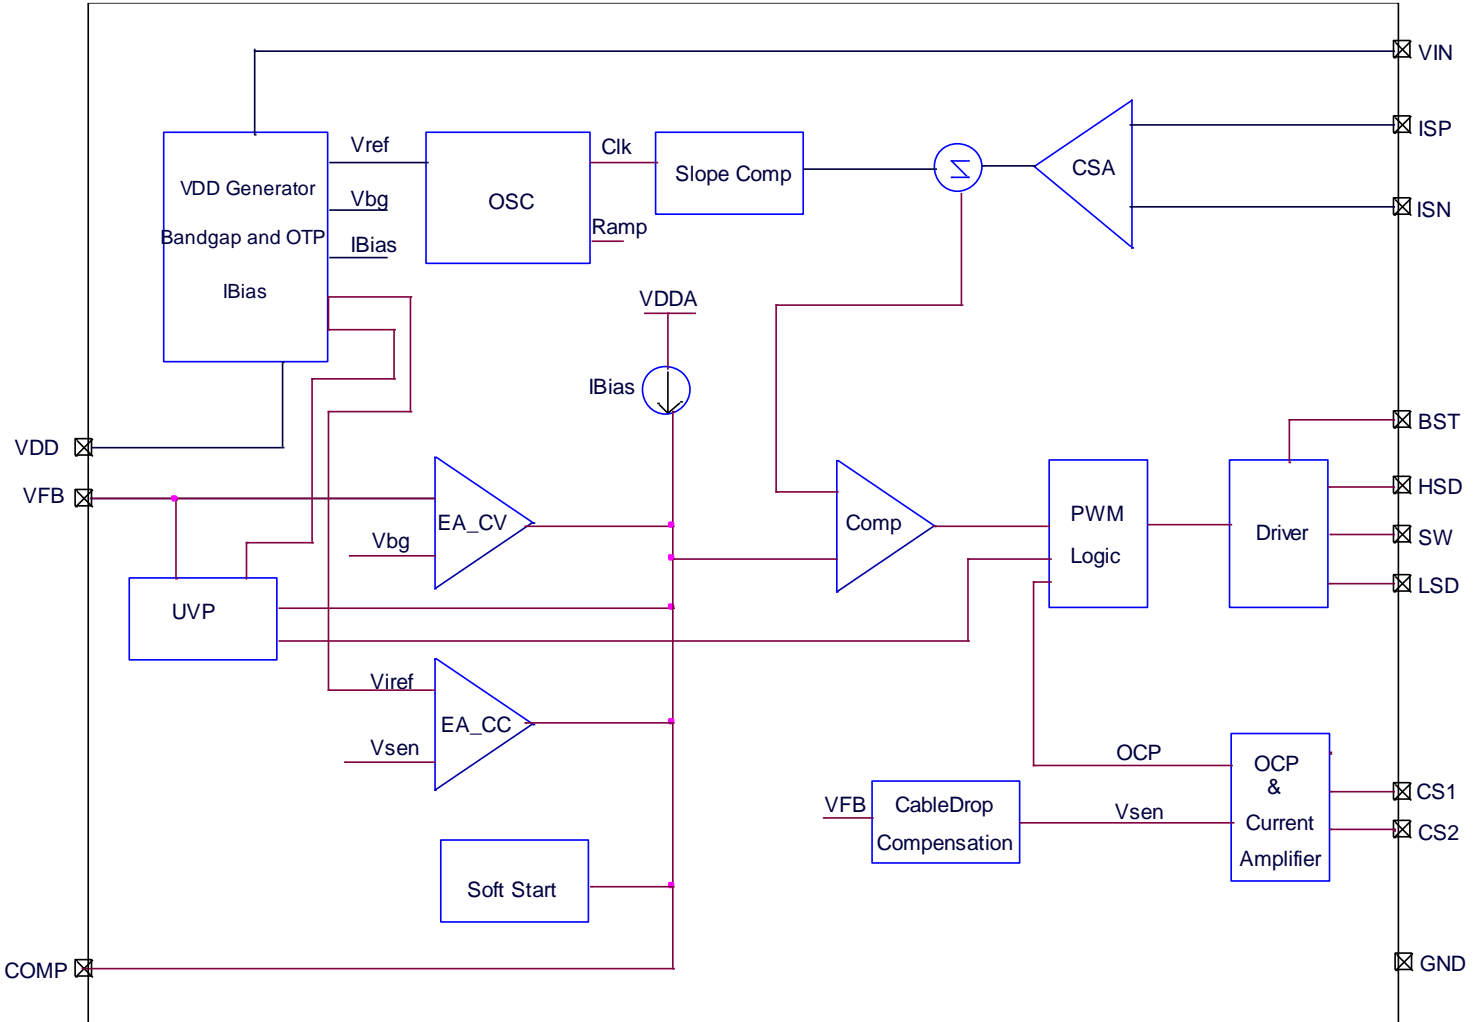 VIN
ISP
Vref
Clk
Slope Comp
Σ
CSA
VDD Generator
OSC
Vbg
ISN
Ramp
Bandgap and OTP
IBias
IBias
VDDA
IBias
BST
VDD
VFB
HSD
EA_CV
Comp
PWM
Driver
SW
Vbg
Logic
LSD
UVP
Viref
EA_CC
Vsen
OCP
OCP
&
Current
Amplifier
CS1
VFB
CableDrop
Compensation
Vsen
CS2
Soft Start
COMP
GND